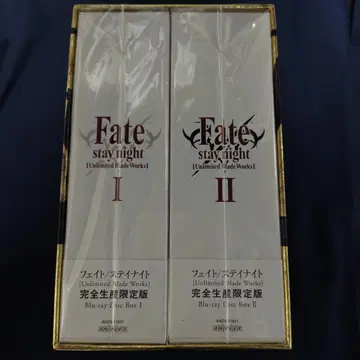 Fate
stay night
[Unlimited Blade Works]
I
フェイト/ステイナイト
[Unlimited Blade Works]
完全生産限定版
Blu-ray Disc Box I
Fate
stay night
[Unlimited Blade Works]
II
フェイト/ステイナイト
[Unlimited Blade Works]
完全生産限定版
Blu-ray Disc Box II